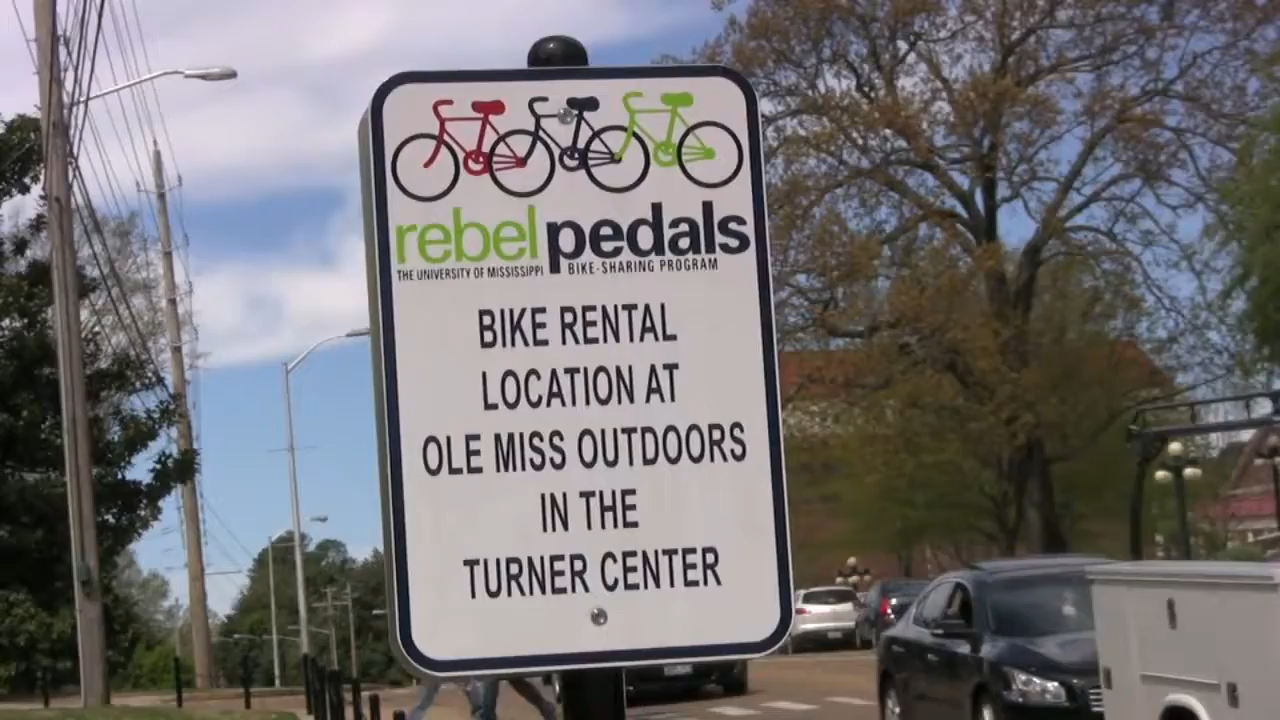 rebel pedals
THE UNIVERSITY OF MISSISSIPPI BIKE-SHARING PROGRAM
BIKE RENTAL
LOCATION AT
OLE MISS OUTDOORS
IN THE
TURNER CENTER